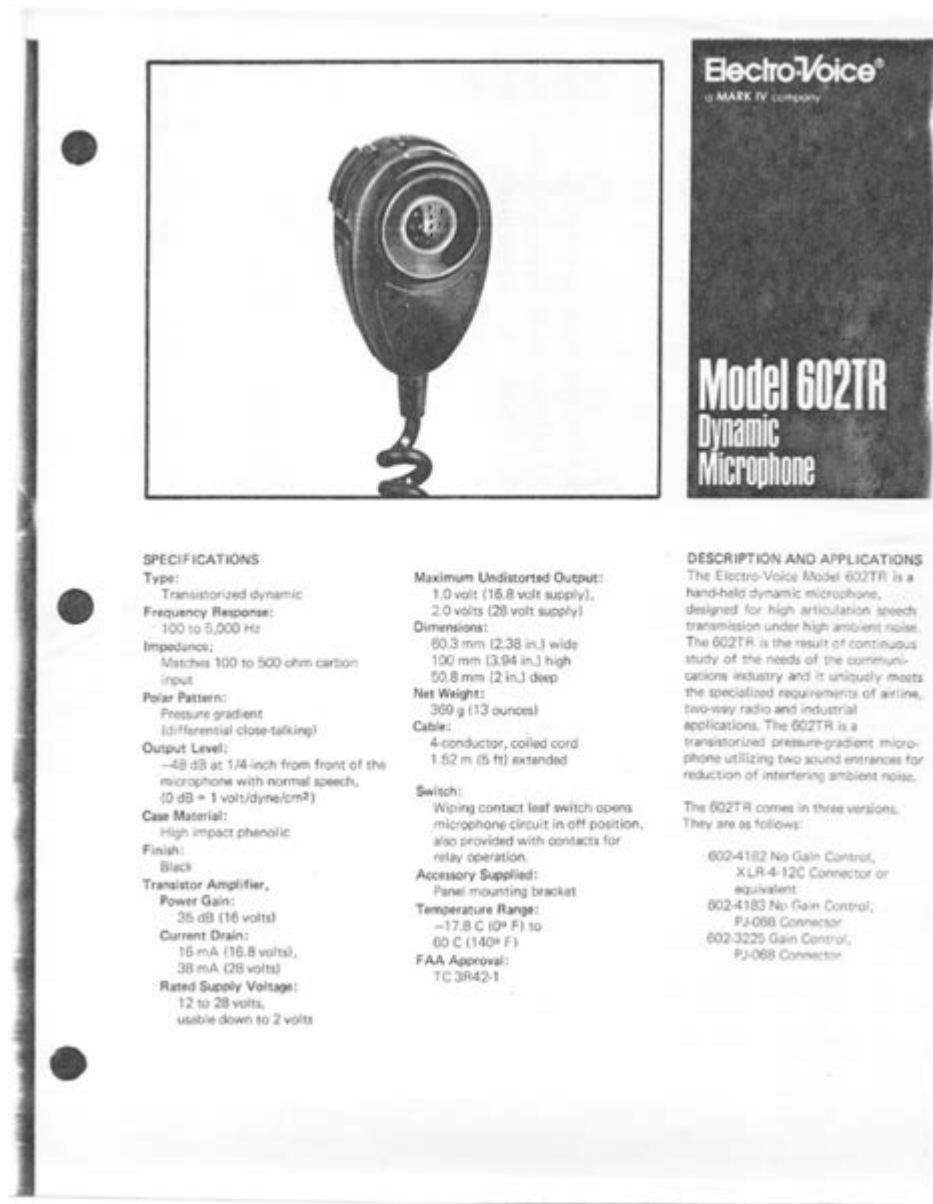 Electro-Voice®
a MARK IV company
Model 602TR
Dynamic
Microphone
SPECIFICATIONS
Type:
Transistorized dynamic
Frequency Response:
100 to 5,000 Hz
Impedance:
Matches 100 to 500 ohm carbon
input
Polar Pattern:
Pressure gradient
(differential close-talking)
Output Level:
−48 dB at 1/4-inch from front of the
microphone with normal speech,
(0 dB = 1 volt/dyne/cm²)
Case Material:
High impact phenolic
Finish:
Black
Transistor Amplifier,
Power Gain:
35 dB (16 volts)
Current Drain:
16 mA (16.8 volts),
38 mA (28 volts)
Rated Supply Voltage:
12 to 28 volts,
usable down to 2 volts
Maximum Undistorted Output:
1.0 volt (16.8 volt supply),
2.0 volts (28 volt supply)
Dimensions:
60.3 mm (2.38 in.) wide
100 mm (3.94 in.) high
50.8 mm (2 in.) deep
Net Weight:
369 g (13 ounces)
Cable:
4-conductor, coiled cord
1.52 m (5 ft) extended
Switch:
Wiping contact leaf switch opens
microphone circuit in off position,
also provided with contacts for
relay operation.
Accessory Supplied:
Panel mounting bracket
Temperature Range:
−17.8 C (0º F) to
60 C (140º F)
FAA Approval:
TC 3R42-1
DESCRIPTION AND APPLICATIONS
The Electro-Voice Model 602TR is a
hand-held dynamic microphone,
designed for high articulation speech
transmission under high ambient noise.
The 602TR is the result of continuous
study of the needs of the communi-
cations industry and it uniquely meets
the specialized requirements of airline,
two-way radio and industrial
applications. The 602TR is a
transistorized pressure-gradient micro-
phone utilizing two sound entrances for
reduction of interfering ambient noise.
The 602TR comes in three versions.
They are as follows:
602-4182 No Gain Control,
XLR-4-12C Connector or
equivalent
602-4183 No Gain Control,
PJ-068 Connector
602-3225 Gain Control,
PJ-068 Connector